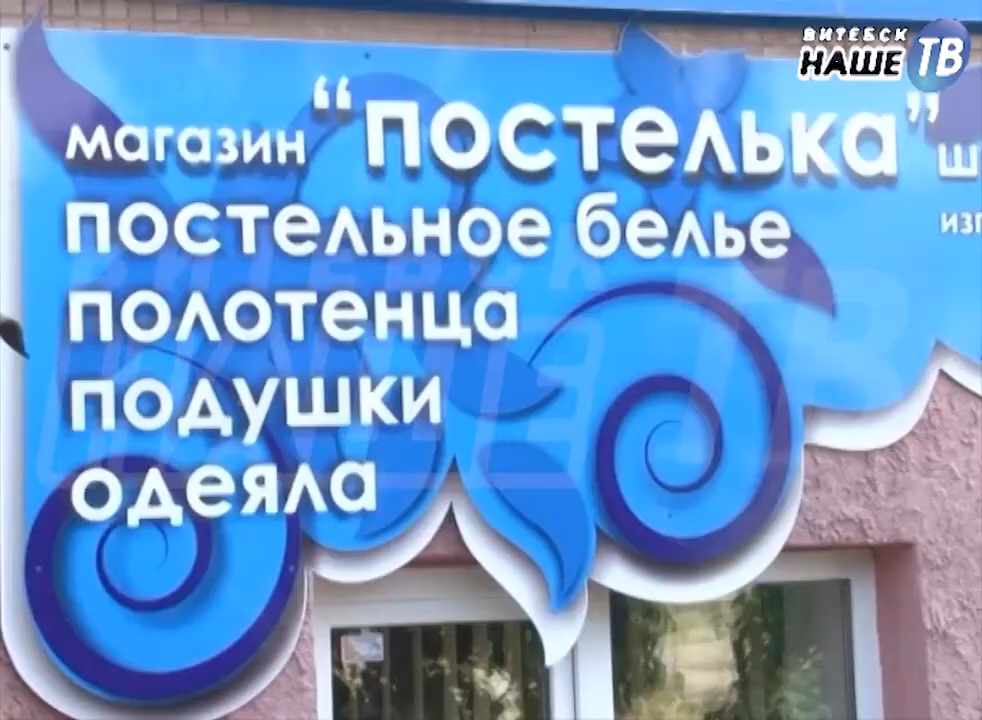 ВИТЕБСК
НАШЕ ТВ
магазин “постелька”
постельное белье
полотенца
подушки
одеяла